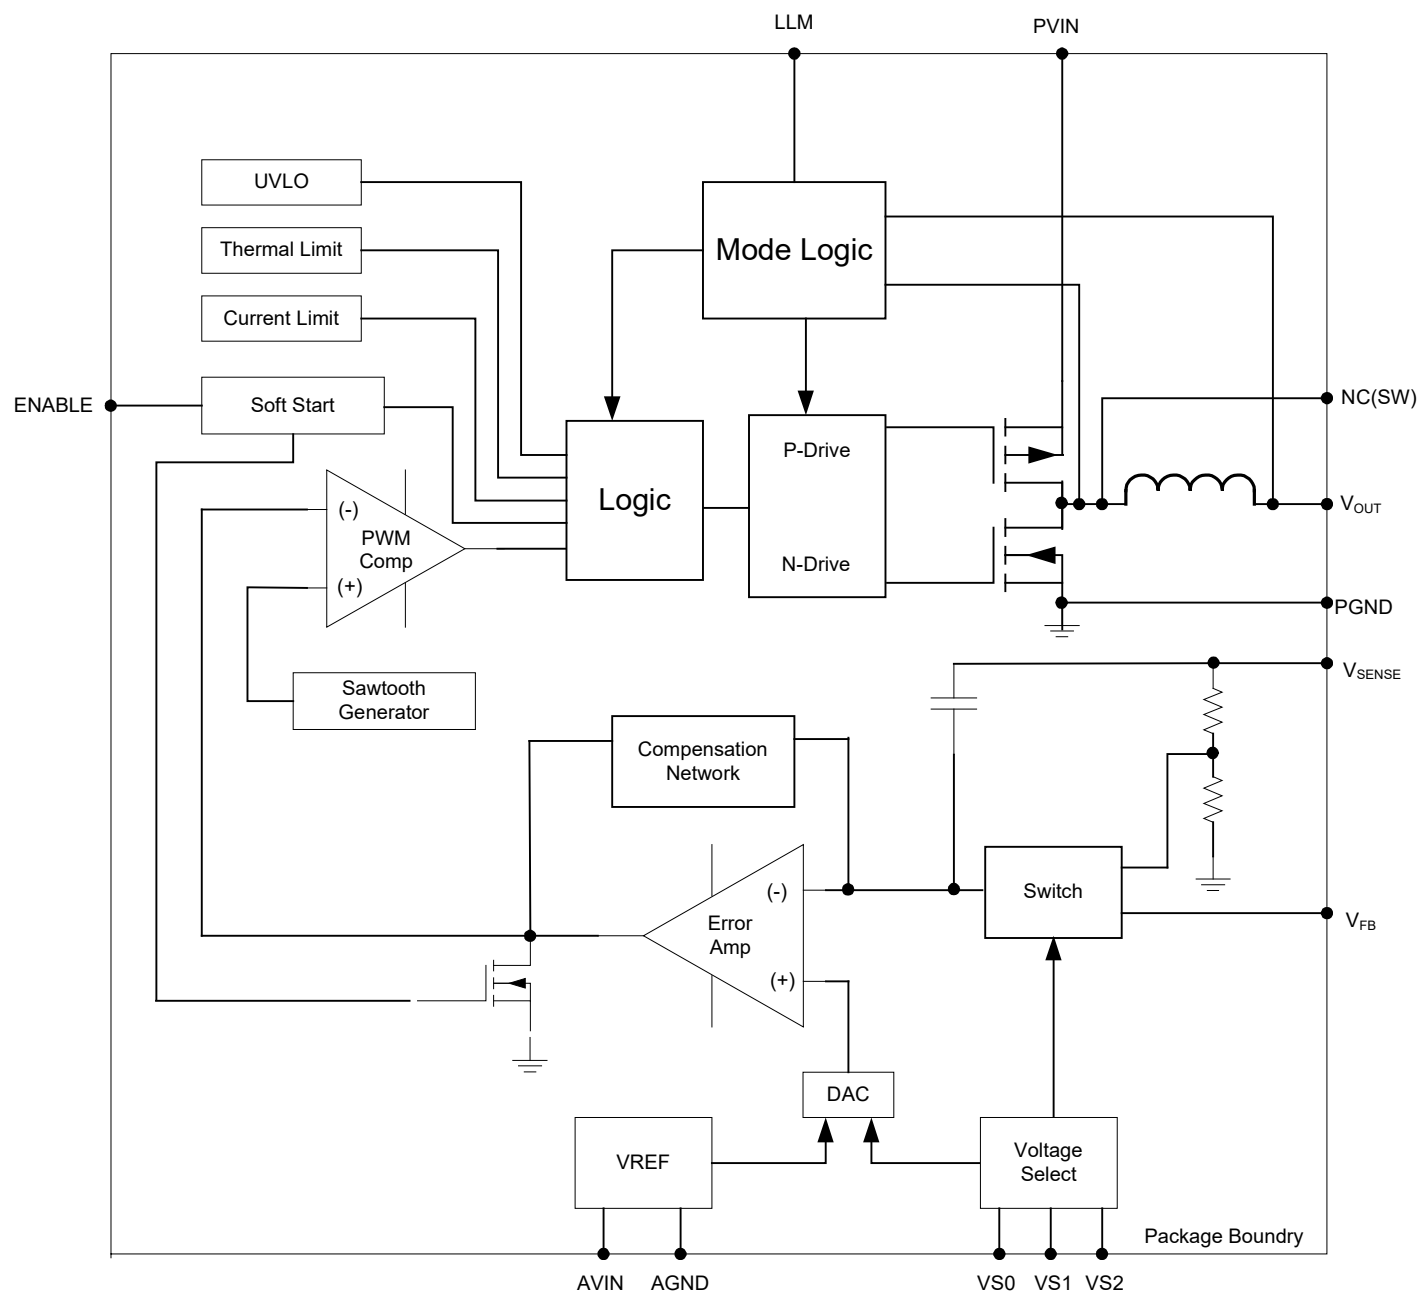 LLM
PVIN
UVLO
Thermal Limit
Mode Logic
Current Limit
ENABLE
Soft Start
NC(SW)
P-Drive
Logic
(-)
PWM
Comp
(+)
N-Drive
VOUT
PGND
VSENSE
Sawtooth
Generator
Compensation
Network
(-)
Switch
Error
Amp
(+)
VFB
DAC
VREF
Voltage
Select
Package Boundry
AVIN
AGND
VS0
VS1
VS2